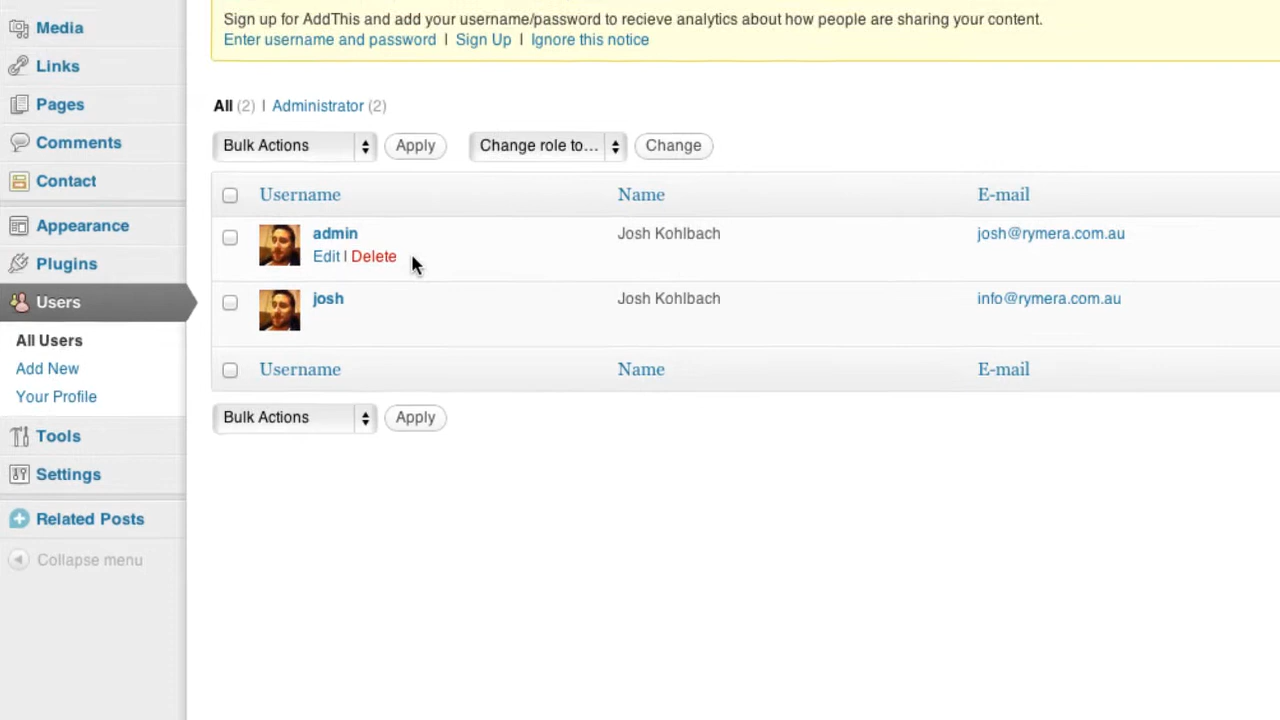 Media
Links
Pages
Comments
Contact
Appearance
Plugins
Users
All Users
Add New
Your Profile
Tools
Settings
Related Posts
Collapse menu
Sign up for AddThis and add your username/password to recieve analytics about how people are sharing your content.
Enter username and password | Sign Up | Ignore this notice
All (2) | Administrator (2)
Bulk Actions Apply Change role to... Change
Username Name E-mail
admin Josh Kohlbach josh@rymera.com.au
Edit | Delete
josh Josh Kohlbach info@rymera.com.au
Username Name E-mail
Bulk Actions Apply